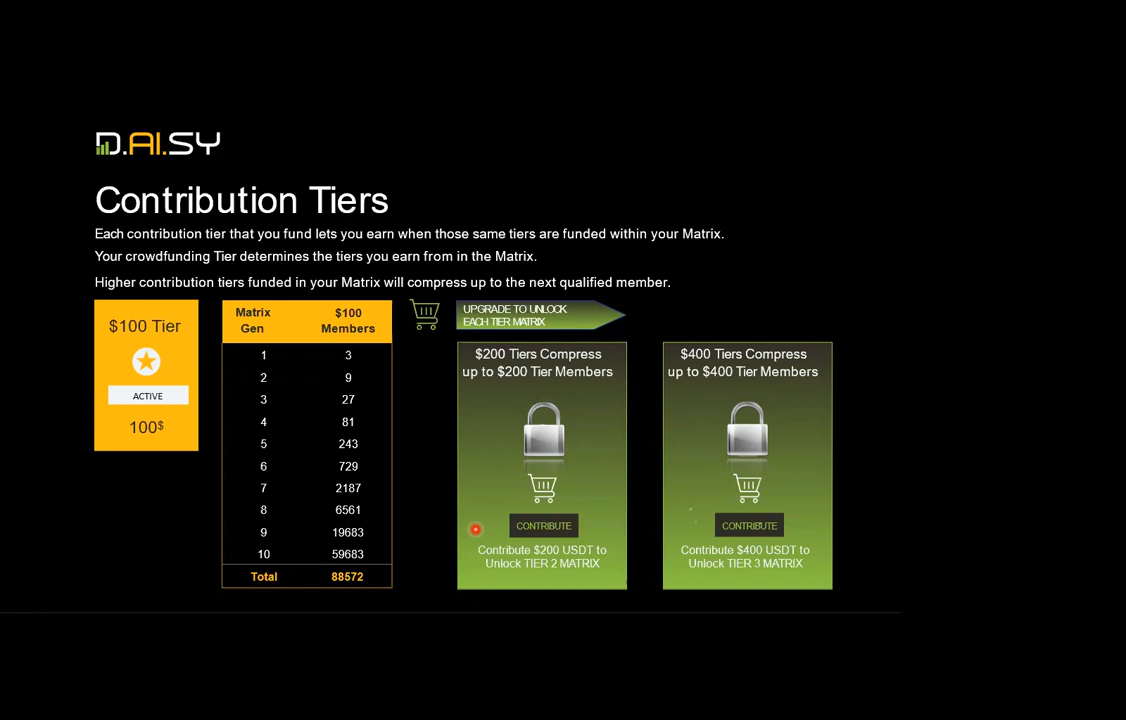 D.AI.SY
Contribution Tiers
Each contribution tier that you fund lets you earn when those same tiers are funded within your Matrix.
Your crowdfunding Tier determines the tiers you earn from in the Matrix.
Higher contribution tiers funded in your Matrix will compress up to the next qualified member.
$100 Tier
ACTIVE
100$
Matrix Gen $100 Members
1 3
2 9
3 27
4 81
5 243
6 729
7 2187
8 6561
9 19683
10 59683
Total 88572
UPGRADE TO UNLOCK
EACH TIER MATRIX
$200 Tiers Compress
up to $200 Tier Members
CONTRIBUTE
Contribute $200 USDT to
Unlock TIER 2 MATRIX
$400 Tiers Compress
up to $400 Tier Members
CONTRIBUTE
Contribute $400 USDT to
Unlock TIER 3 MATRIX